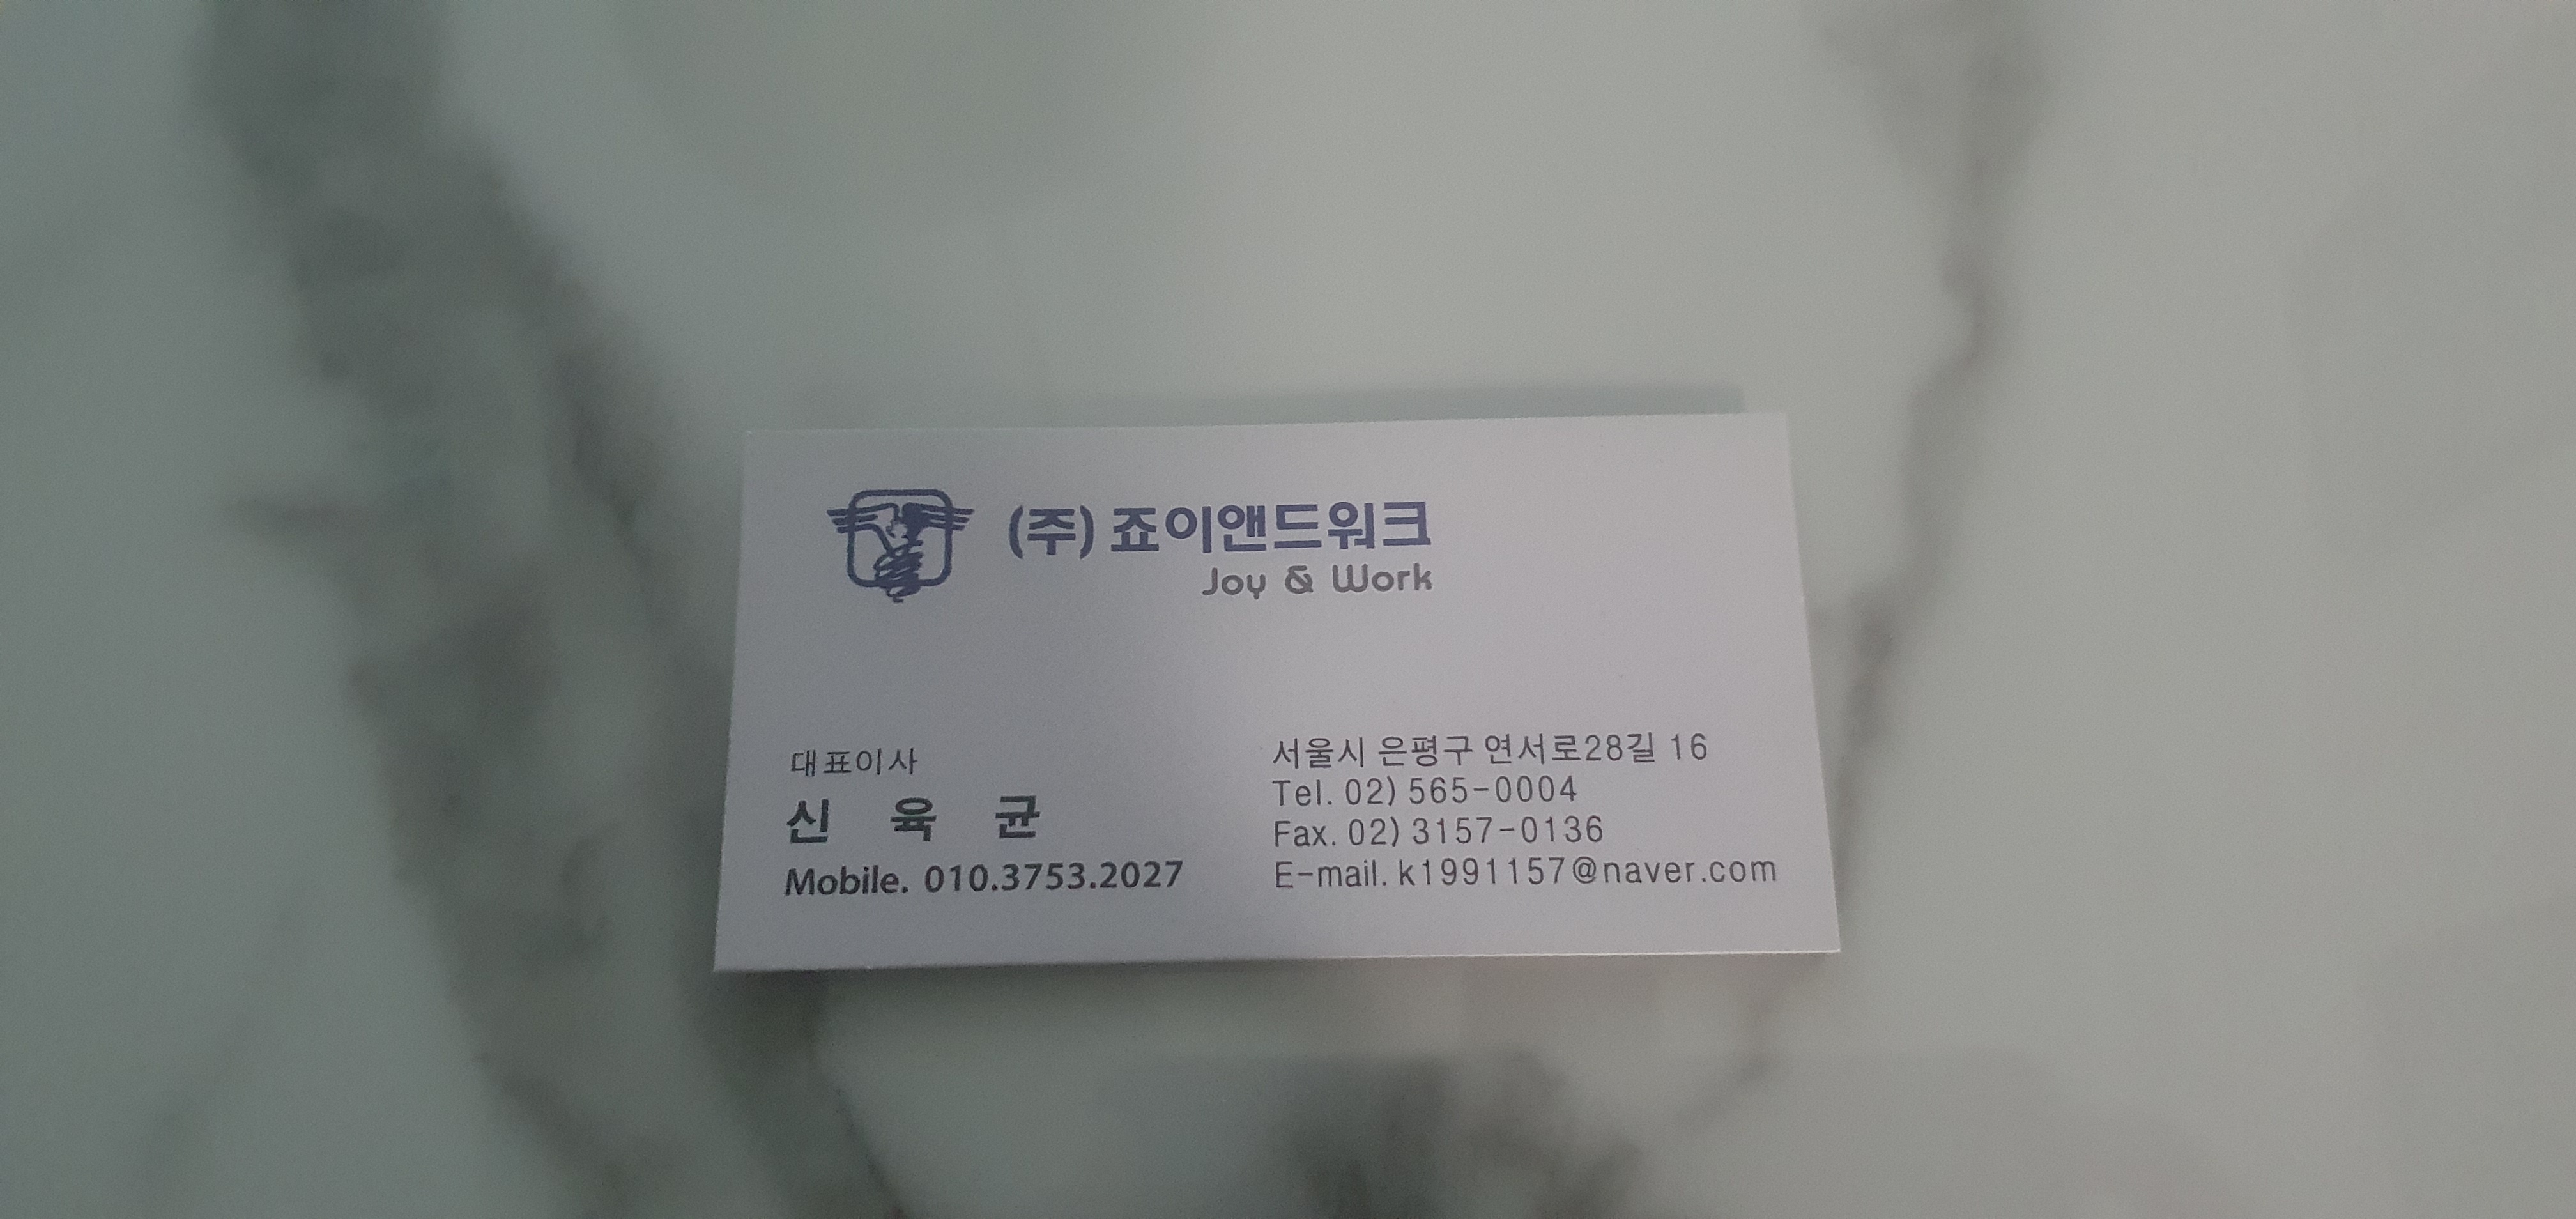 (주) 죠이앤드워크
Joy & Work
대표이사
신 육 균
Mobile. 010.3753.2027
서울시 은평구 연서로28길 16
Tel. 02) 565-0004
Fax. 02) 3157-0136
E-mail. k1991157@naver.com